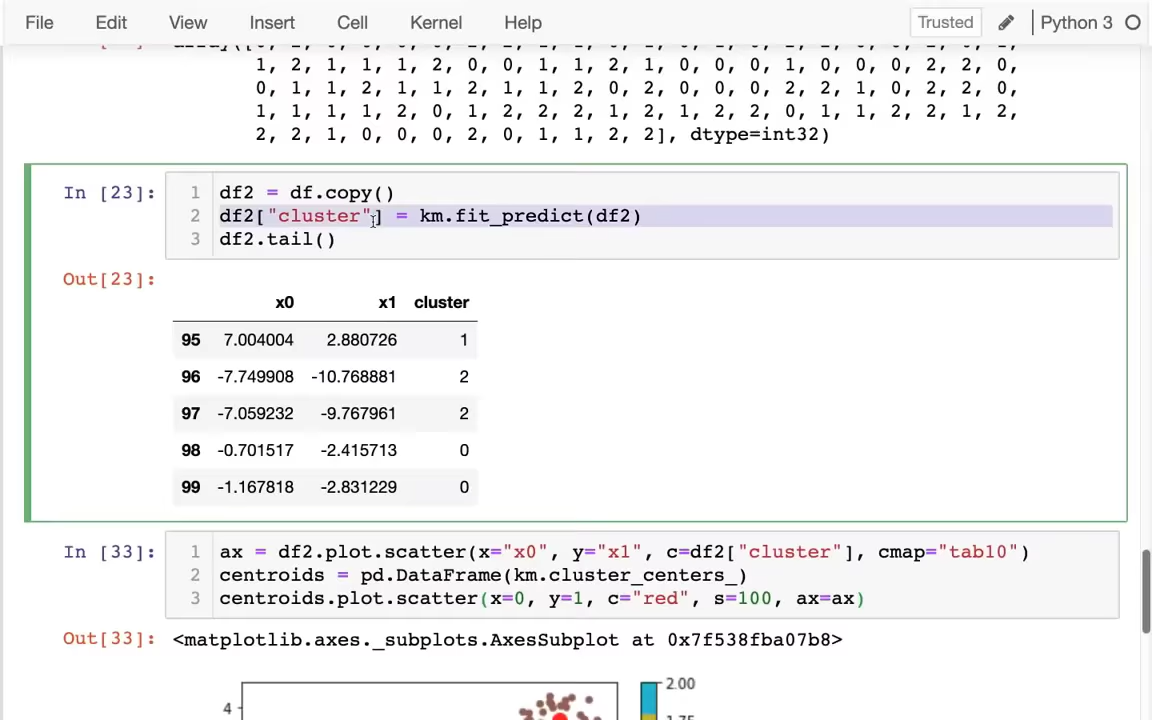 File Edit View Insert Cell Kernel Help Trusted Python 3
1, 2, 1, 1, 1, 2, 0, 0, 1, 1, 2, 1, 0, 0, 0, 1, 0, 0, 0, 2, 2, 0,
0, 1, 1, 2, 1, 1, 2, 1, 1, 2, 0, 2, 0, 0, 0, 2, 2, 1, 0, 2, 2, 0,
1, 1, 1, 1, 2, 0, 1, 2, 2, 2, 1, 2, 1, 2, 2, 0, 1, 1, 2, 2, 1, 2,
2, 2, 1, 0, 0, 0, 2, 0, 1, 1, 2, 2], dtype=int32)
In [23]: 1 df2 = df.copy()
2 df2["cluster"] = km.fit_predict(df2)
3 df2.tail()
Out[23]:
x0 x1 cluster
95 7.004004 2.880726 1
96 -7.749908 -10.768881 2
97 -7.059232 -9.767961 2
98 -0.701517 -2.415713 0
99 -1.167818 -2.831229 0
In [33]: 1 ax = df2.plot.scatter(x="x0", y="x1", c=df2["cluster"], cmap="tab10")
2 centroids = pd.DataFrame(km.cluster_centers_)
3 centroids.plot.scatter(x=0, y=1, c="red", s=100, ax=ax)
Out[33]: <matplotlib.axes._subplots.AxesSubplot at 0x7f538fba07b8>
2.00
4